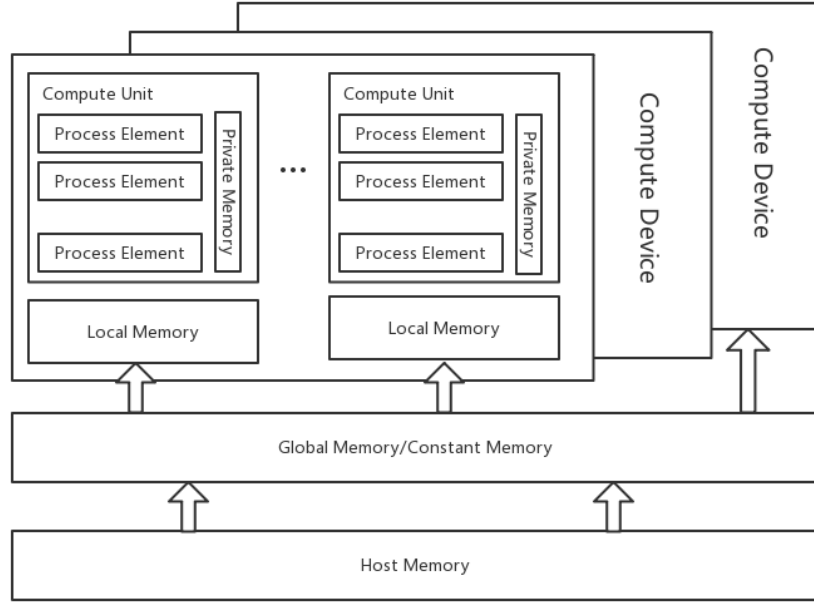 Compute Unit
Process Element
Process Element
Process Element
Private Memory
Local Memory
...
Compute Unit
Process Element
Process Element
Process Element
Private Memory
Local Memory
Compute Device
Compute Device
Global Memory/Constant Memory
Host Memory